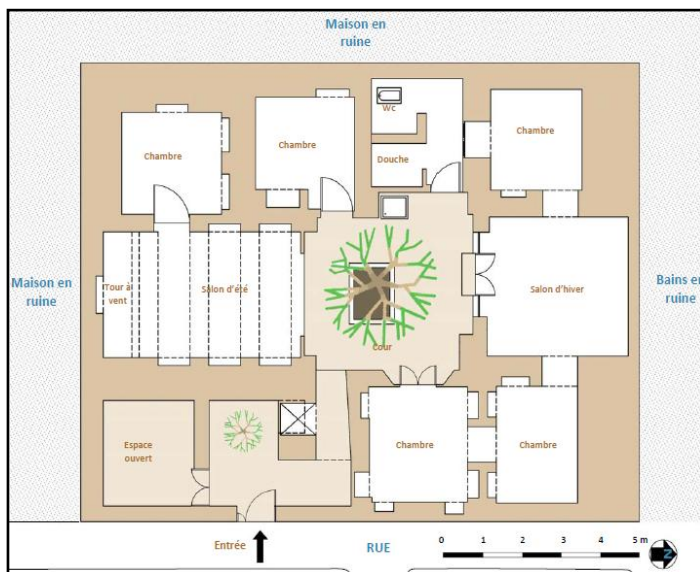 Maison en
ruine
Wc
Chambre
Chambre
Chambre
Douche
Maison en
ruine
Tour à
vent
Salon d'été
Salon d'hiver
Bains en
ruine
Cour
Espace
ouvert
Chambre
Chambre
Entrée
RUE
0 1 2 3 4 5 m
N